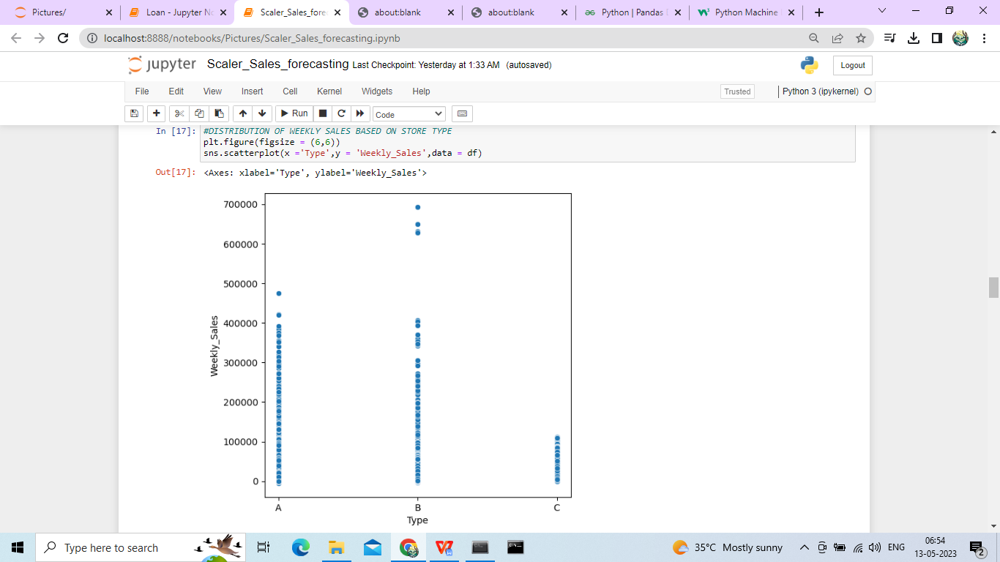 Pictures/
Loan - Jupyter No
Scaler_Sales_fore
about:blank
about:blank
Python | Pandas
Python Machine
localhost:8888/notebooks/Pictures/Scaler_Sales_forecasting.ipynb
jupyter Scaler_Sales_forecasting Last Checkpoint: Yesterday at 1:33 AM (autosaved)
Logout
File Edit View Insert Cell Kernel Widgets Help
Trusted
Python 3 (ipykernel)
Run
Code
In [17]: #DISTRIBUTION OF WEEKLY SALES BASED ON STORE TYPE
plt.figure(figsize = (6,6))
sns.scatterplot(x ='Type',y = 'Weekly_Sales',data = df)
Out[17]: <Axes: xlabel='Type', ylabel='Weekly_Sales'>
700000
600000
500000
400000
300000
200000
100000
0
Weekly_Sales
A B C
Type
Type here to search
35°C Mostly sunny
ENG
06:54
13-05-2023
2